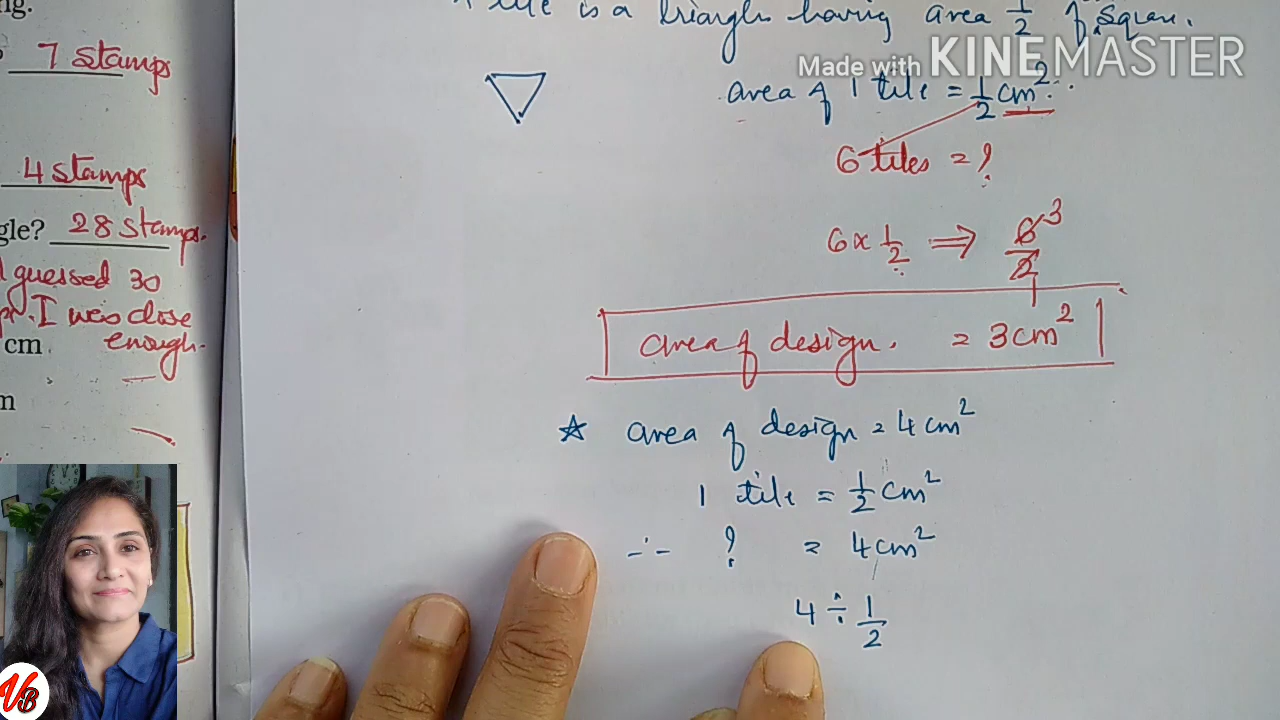 ng.
7 stamps
4 stamps
gle? 28 stamps.
guessed 30
I was close
enough.
cm
m
tile is a triangle having area 1/2 of square.
Made with KINEMASTER
area of 1 tile = 1/2 cm².
6 tiles = ?
6 x 1/2 ⇒ 6/2 3
1
area of design. = 3 cm²
☆ area of design = 4 cm²
1 tile = 1/2 cm²
∴ ? = 4 cm²
4 ÷ 1/2
VB